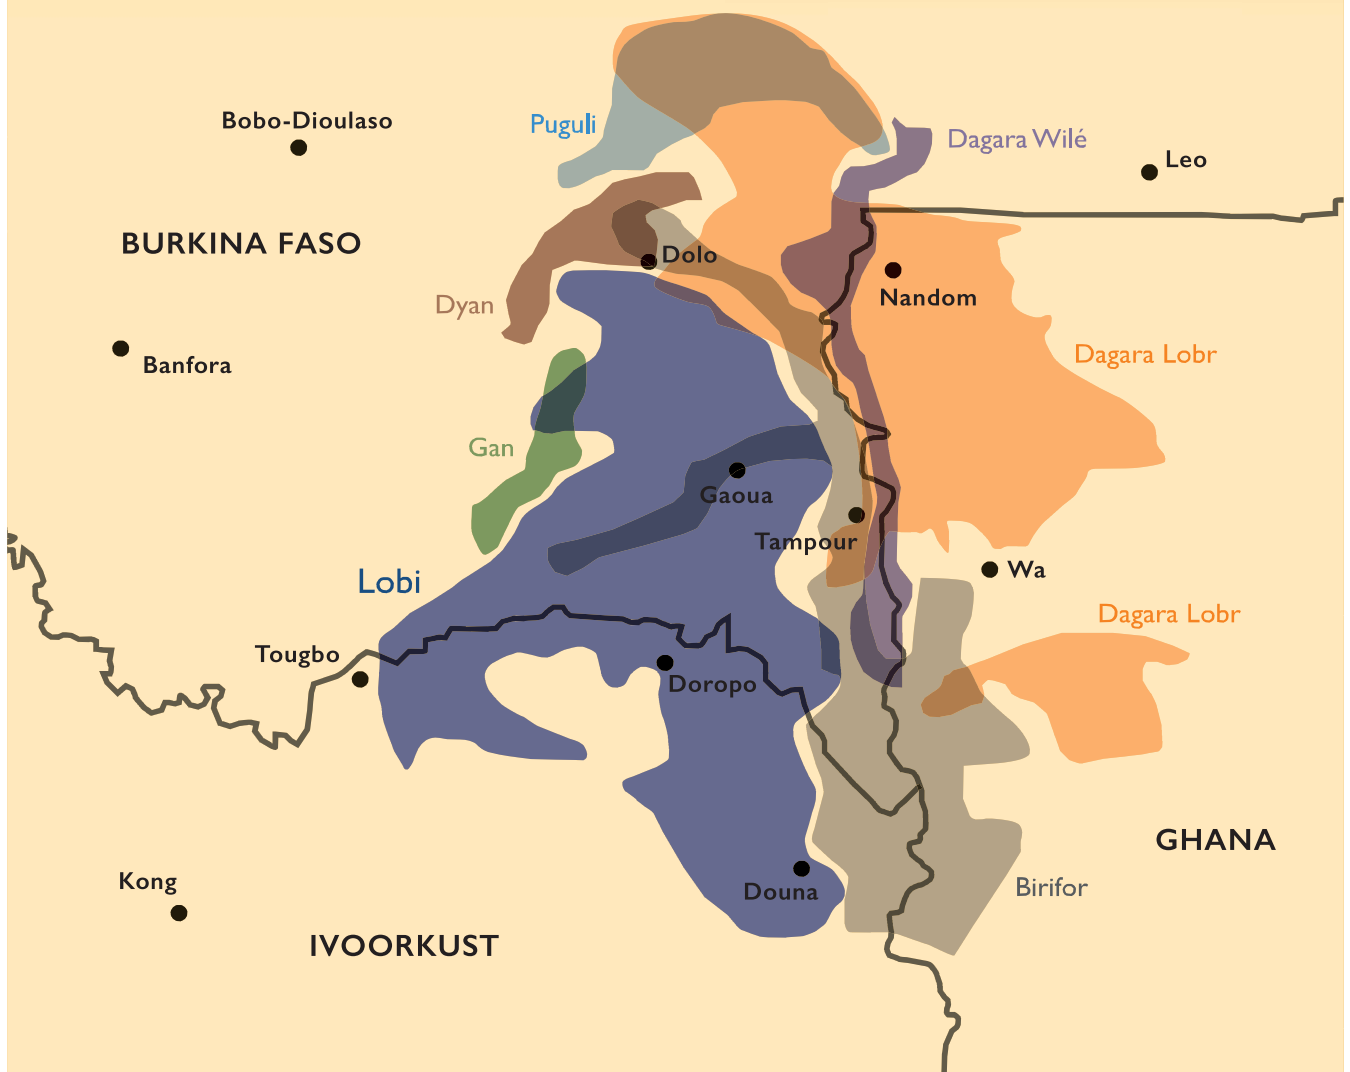 Bobo-Dioulaso
Puguli
Dagara Wilé
Leo
BURKINA FASO
Dolo
Nandom
Dyan
Banfora
Dagara Lobr
Gan
Gaoua
Tampour
Wa
Lobi
Dagara Lobr
Tougbo
Doropo
GHANA
Kong
Douna
Birifor
IVOORKUST